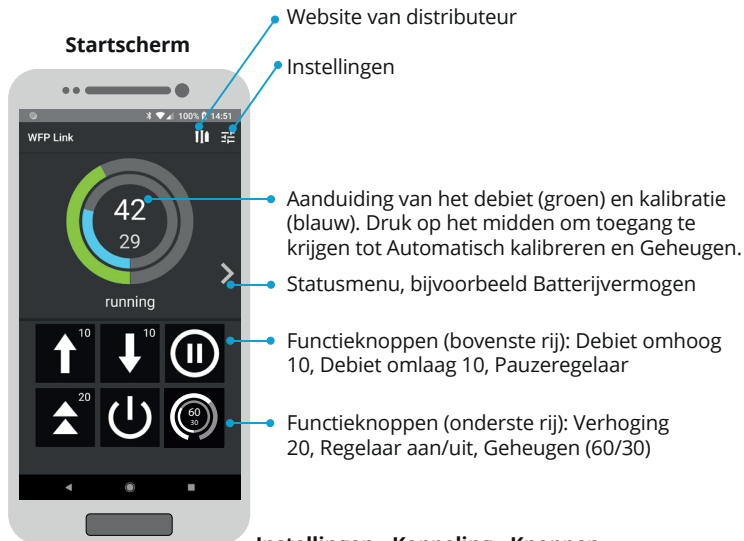 Website van distributeur
Startscherm
Instellingen
100% 14:51
WFP Link
42
29
Aanduiding van het debiet (groen) en kalibratie
(blauw). Druk op het midden om toegang te
krijgen tot Automatisch kalibreren en Geheugen.
Statusmenu, bijvoorbeeld Batterijvermogen
running
10
10
Functieknoppen (bovenste rij): Debiet omhoog
10, Debiet omlaag 10, Pauzeregelaar
20
60
30
Functieknoppen (onderste rij): Verhoging
20, Regelaar aan/uit, Geheugen (60/30)